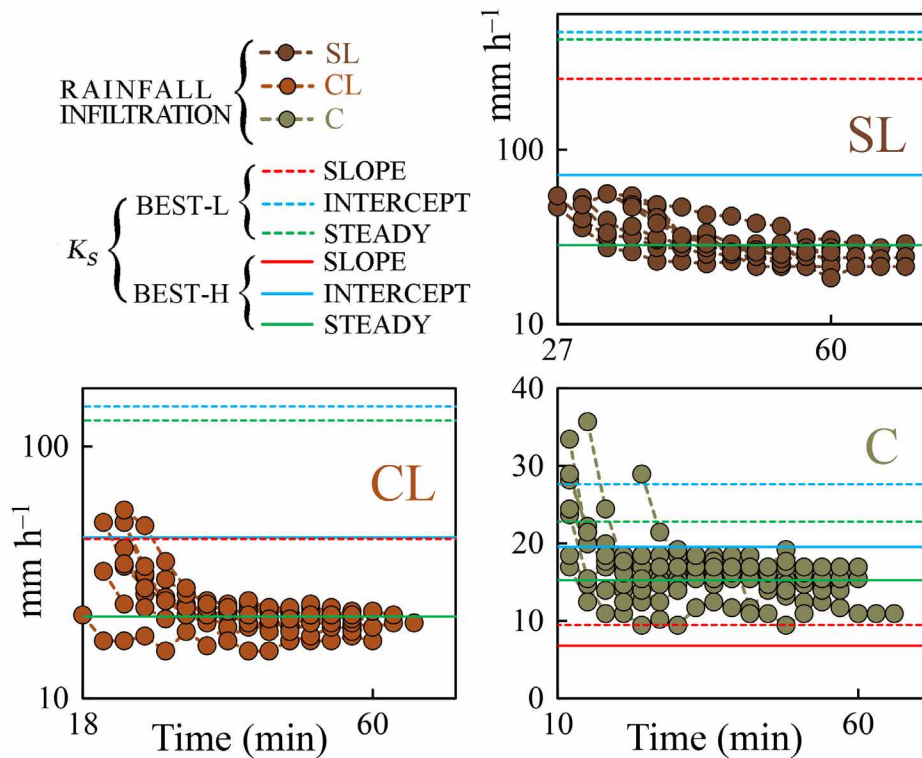 RAINFALL
INFILTRATION
SL
CL
C
K_S
BEST-L
SLOPE
INTERCEPT
STEADY
BEST-H
SLOPE
INTERCEPT
STEADY
mm h⁻¹
100
10
27
60
SL
mm h⁻¹
100
10
18
60
Time (min)
CL
40
30
20
10
0
10
60
Time (min)
C